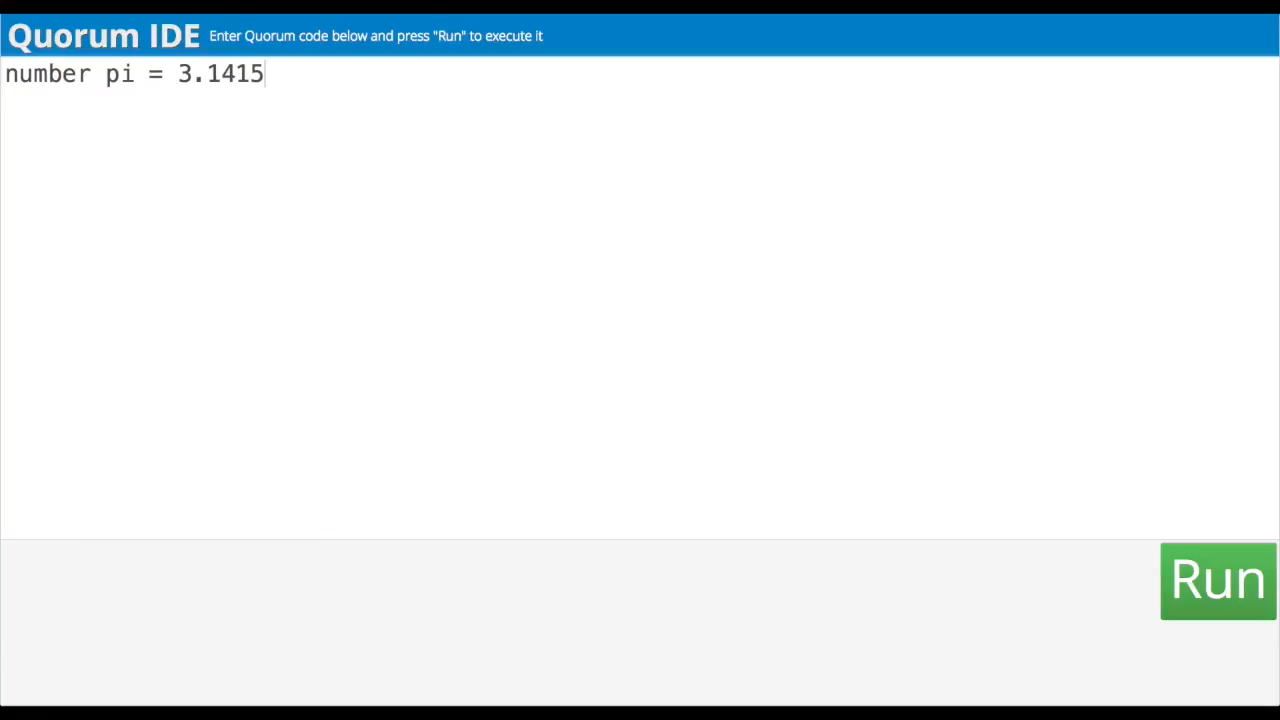 Quorum IDE Enter Quorum code below and press "Run" to execute it
number pi = 3.1415
Run